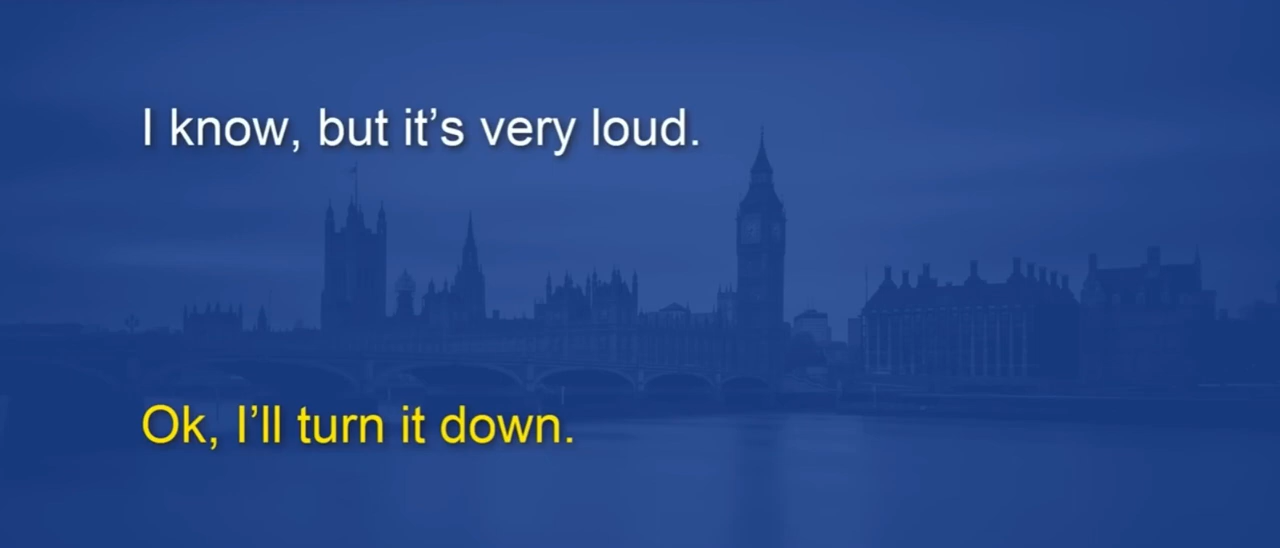 I know, but it’s very loud.
Ok, I’ll turn it down.